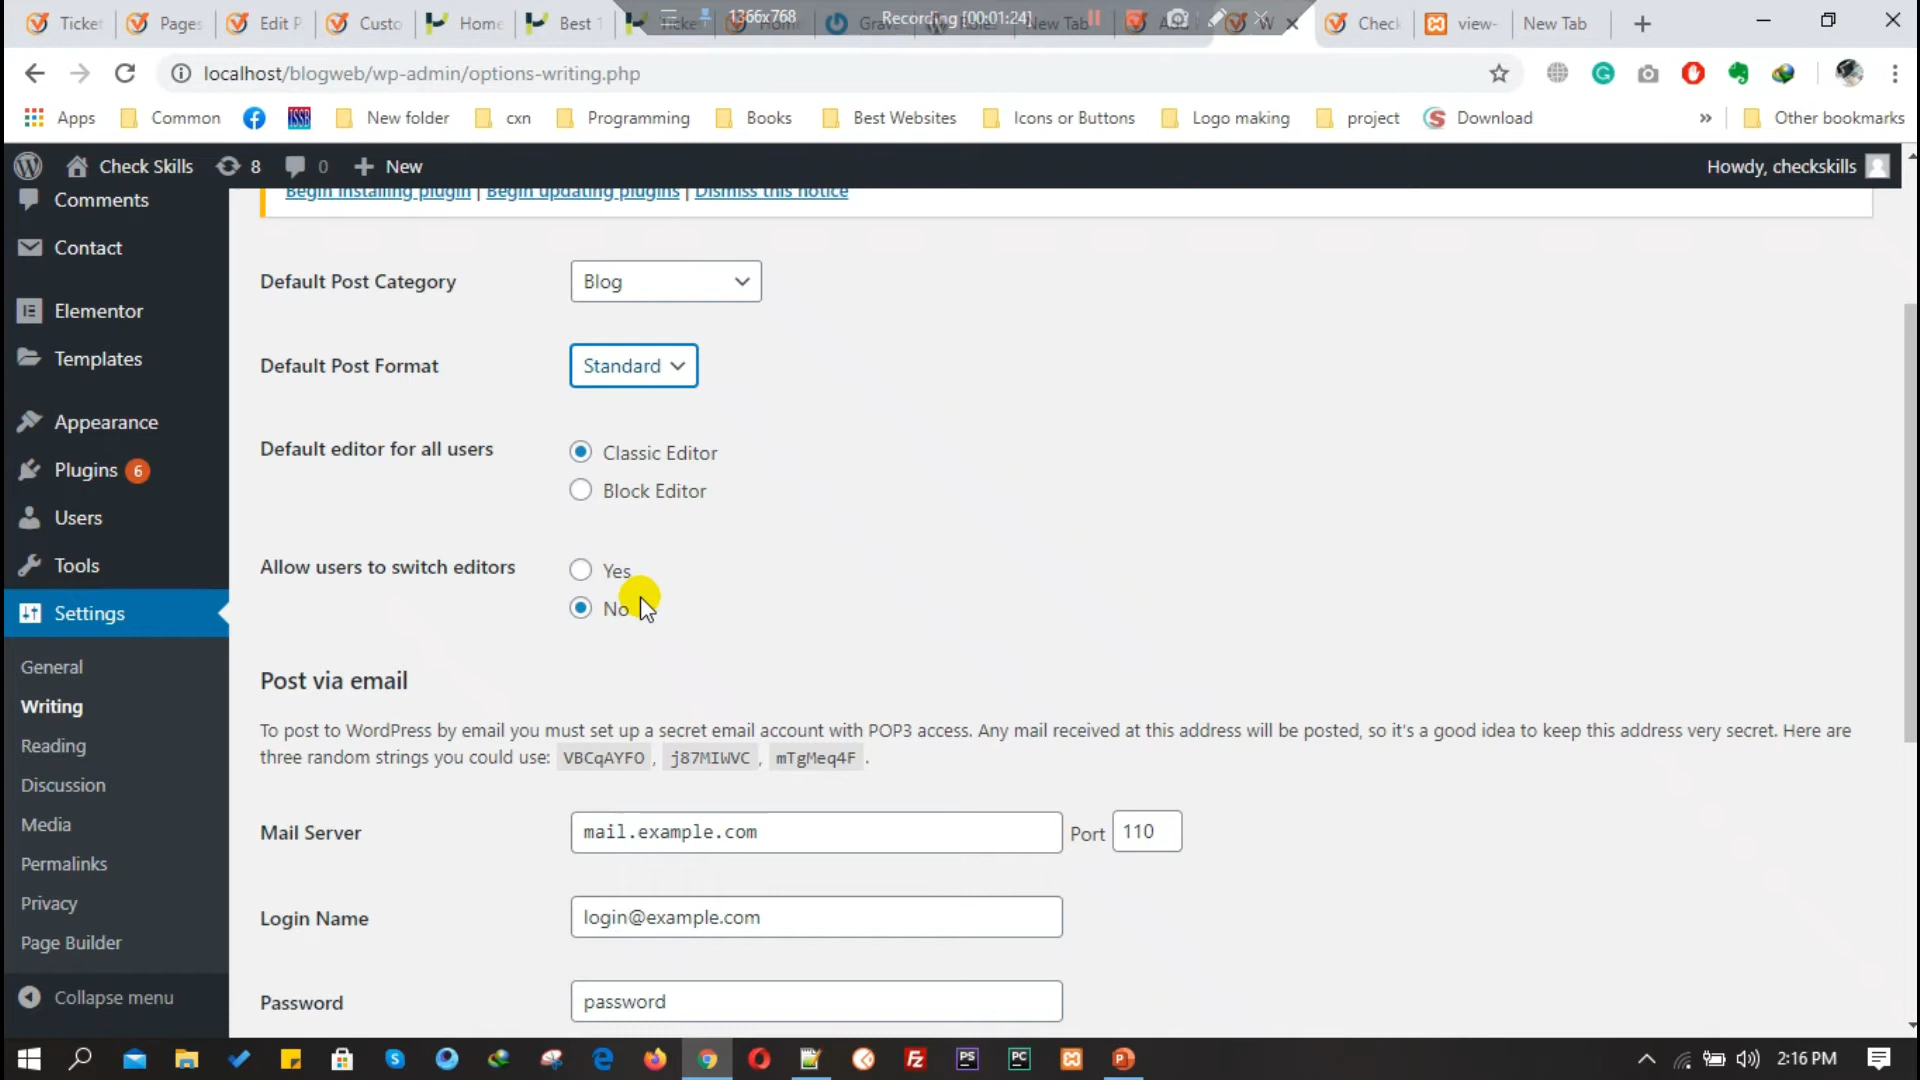 Ticket
Pages
Edit P
Custo
Home
Best
1366x768
Recording [00:01:24]
New Tab
Check
view-
New Tab
localhost/blogweb/wp-admin/options-writing.php
Apps
Common
ISSB
New folder
cxn
Programming
Books
Best Websites
Icons or Buttons
Logo making
project
Download
»
Other bookmarks
Check Skills
8
0
+ New
Howdy, checkskills
Begin installing plugin | Begin updating plugins | Dismiss this notice
Comments
Contact
Elementor
Templates
Appearance
Plugins 6
Users
Tools
Settings
General
Writing
Reading
Discussion
Media
Permalinks
Privacy
Page Builder
Collapse menu
Default Post Category
Blog
Default Post Format
Standard
Default editor for all users
Classic Editor
Block Editor
Allow users to switch editors
Yes
No
Post via email
To post to WordPress by email you must set up a secret email account with POP3 access. Any mail received at this address will be posted, so it's a good idea to keep this address very secret. Here are
three random strings you could use: VBCqAYFO , j87MIWVC , mTgMeq4F .
Mail Server
mail.example.com
Port 110
Login Name
login@example.com
Password
password
2:16 PM